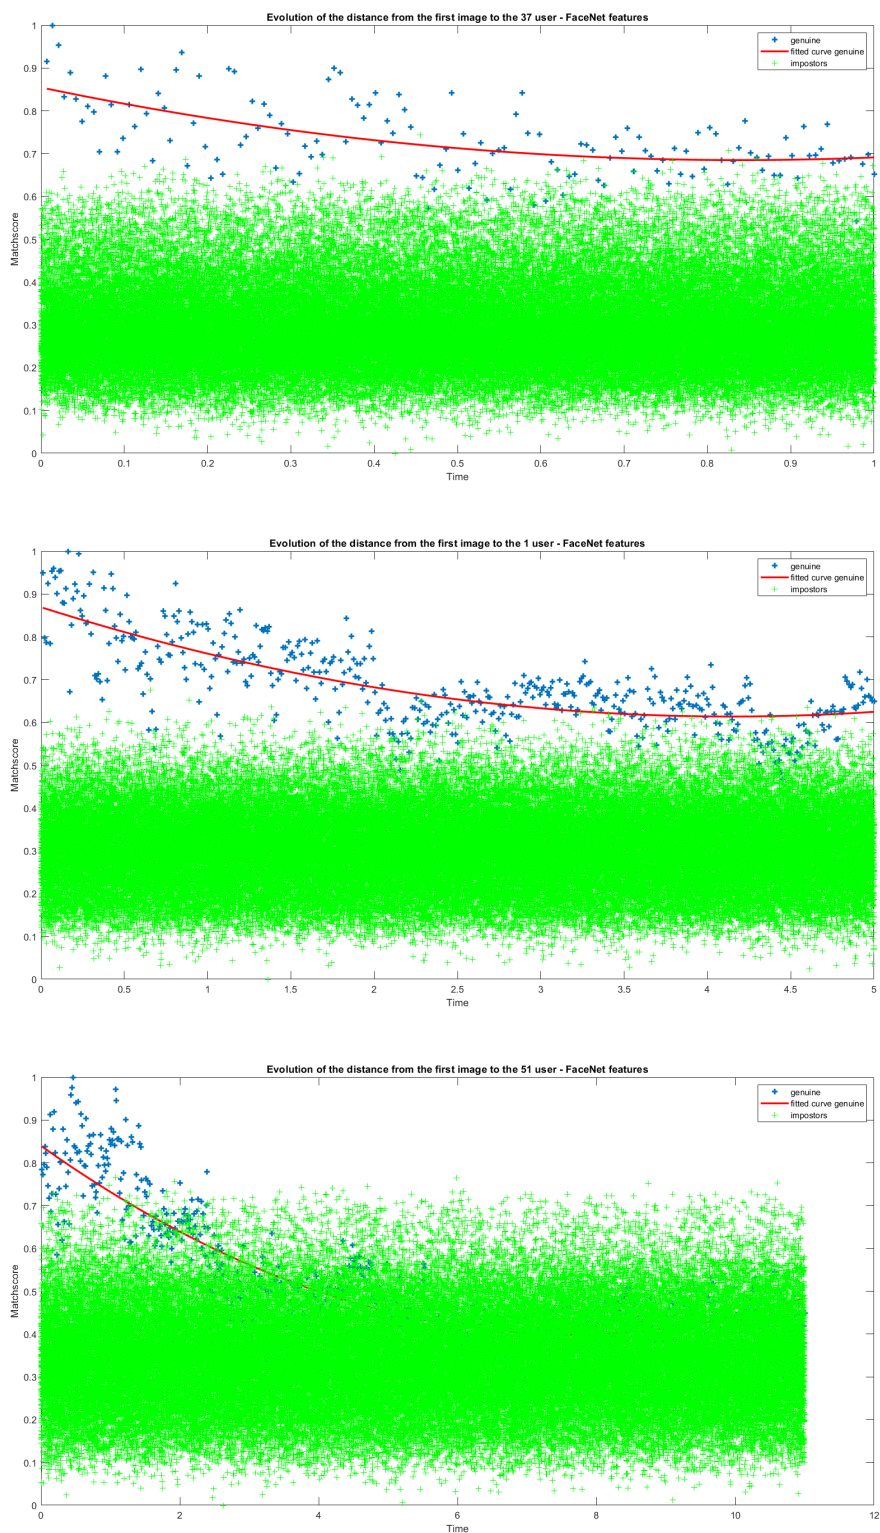 Evolution of the distance from the first image to the 37 user - FaceNet features
genuine
fitted curve genuine
impostors
Matchscore
1
0.9
0.8
0.7
0.6
0.5
0.4
0.3
0.2
0.1
0
0 0.1 0.2 0.3 0.4 0.5 0.6 0.7 0.8 0.9 1
Time
Evolution of the distance from the first image to the 1 user - FaceNet features
genuine
fitted curve genuine
impostors
Matchscore
1
0.9
0.8
0.7
0.6
0.5
0.4
0.3
0.2
0.1
0
0 0.5 1 1.5 2 2.5 3 3.5 4 4.5 5
Time
Evolution of the distance from the first image to the 51 user - FaceNet features
genuine
fitted curve genuine
impostors
Matchscore
1
0.9
0.8
0.7
0.6
0.5
0.4
0.3
0.2
0.1
0
0 2 4 6 8 10 12
Time